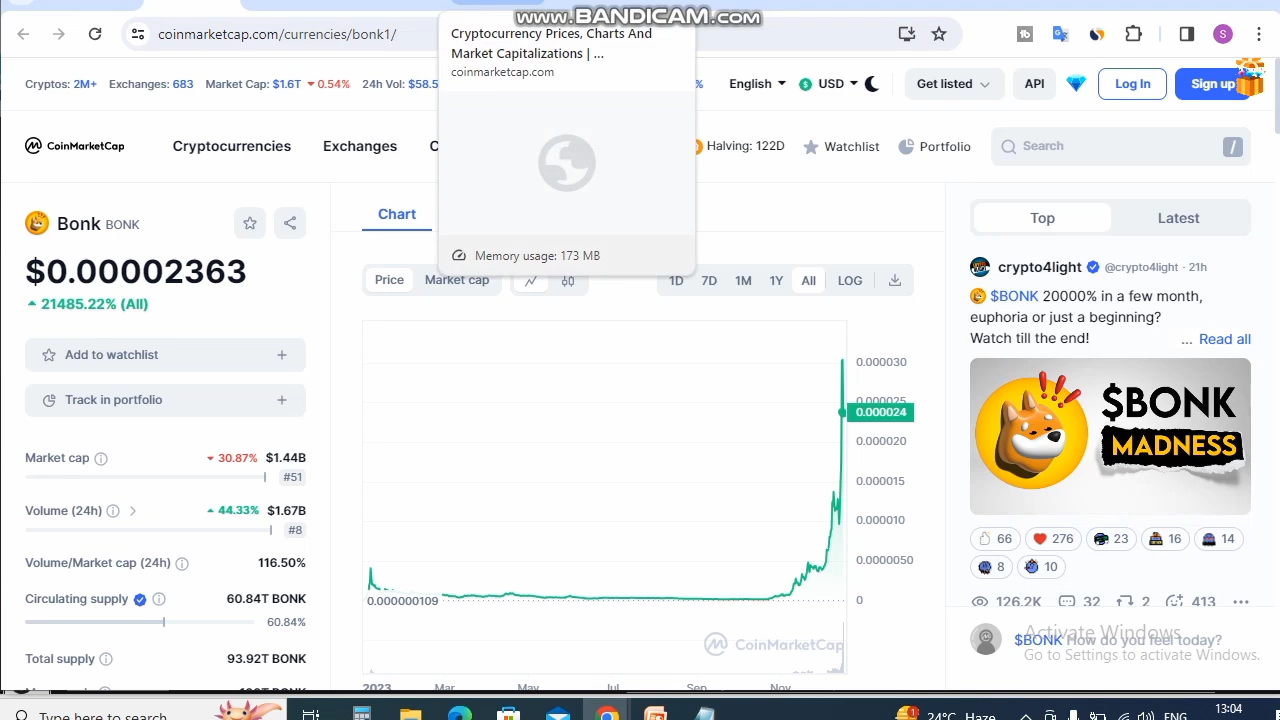 www.BANDICAM.com
coinmarketcap.com/currencies/bonk1/
S
Cryptocurrency Prices, Charts And
Market Capitalizations | ...
coinmarketcap.com
Memory usage: 173 MB
Cryptos: 2M+ Exchanges: 683 Market Cap: $1.6T 0.54% 24h Vol: $58.5 % English USD Get listed API Log In Sign up
CoinMarketCap Cryptocurrencies Exchanges Halving: 122D Watchlist Portfolio Search /
Bonk BONK
$0.00002363
21485.22% (All)
Add to watchlist +
Track in portfolio +
Market cap 30.87% $1.44B
#51
Volume (24h) 44.33% $1.67B
#8
Volume/Market cap (24h) 116.50%
Circulating supply 60.84T BONK
60.84%
Total supply 93.92T BONK
Chart
Price Market cap 1D 7D 1M 1Y All LOG
0.000030
0.000025
0.000024
0.000020
0.000015
0.000010
0.0000050
0.000000109
0
CoinMarketCap
2023 Mar May Jul Sep Nov
Top Latest
crypto4light @crypto4light · 21h
$BONK 20000% in a few month,
euphoria or just a beginning?
Watch till the end! ... Read all
$BONK
MADNESS
66 276 23 16 14
8 10
126.2K 32 2 413
$BONK How do you feel today?
Activate Windows
Go to Settings to activate Windows.
Type here to search
1 24°C Haze ENG 13:04